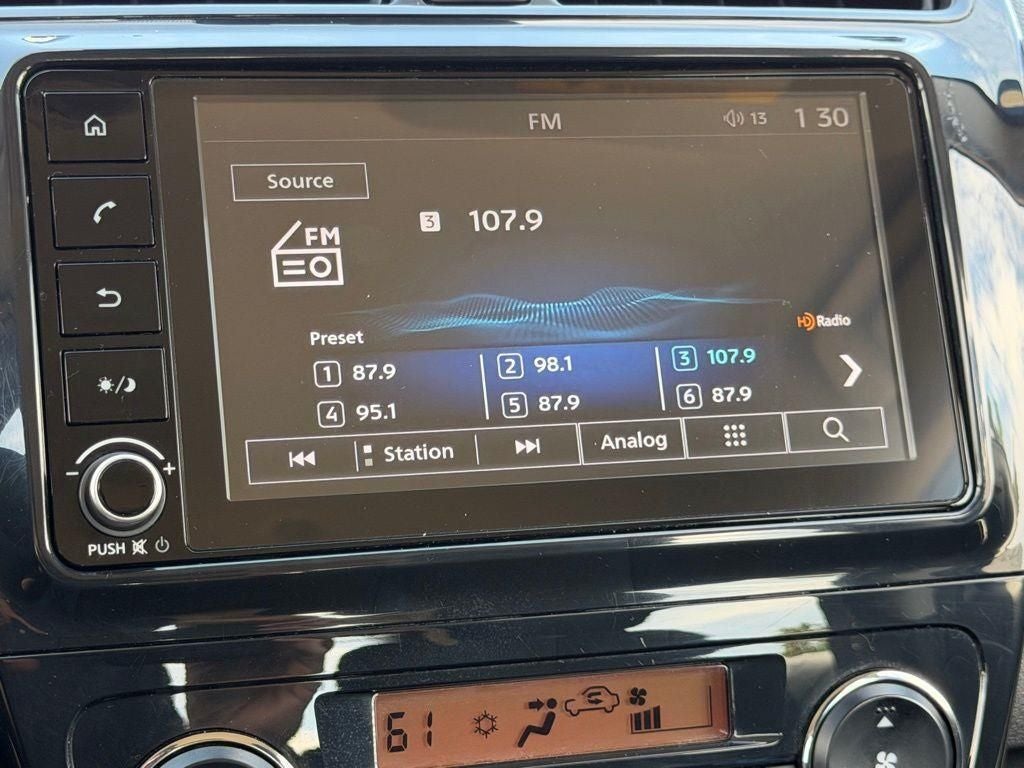 FM 13 1 30
Source
3 107.9
FM
HD Radio
Preset
1 87.9 2 98.1 3 107.9
4 95.1 5 87.9 6 87.9
Station Analog
- +
PUSH
61